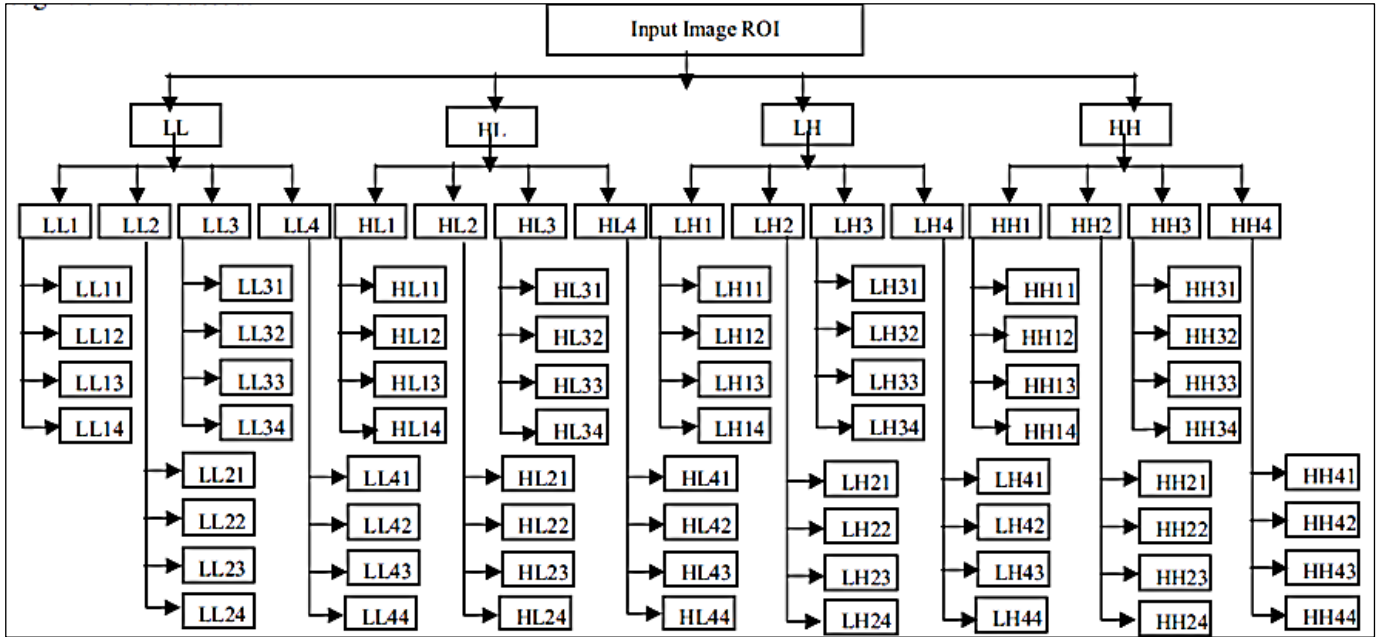 Input Image ROI
LL HL LH HH
LL1 LL2 LL3 LL4 HL1 HL2 HL3 HL4 LH1 LH2 LH3 LH4 HH1 HH2 HH3 HH4
LL11 LL31 HL11 HL31 LH11 LH31 HH11 HH31
LL12 LL32 HL12 HL32 LH12 LH32 HH12 HH32
LL13 LL33 HL13 HL33 LH13 LH33 HH13 HH33
LL14 LL34 HL14 HL34 LH14 LH34 HH14 HH34
LL21 LL41 HL21 HL41 LH21 LH41 HH21 HH41
LL22 LL42 HL22 HL42 LH22 LH42 HH22 HH42
LL23 LL43 HL23 HL43 LH23 LH43 HH23 HH43
LL24 LL44 HL24 HL44 LH24 LH44 HH24 HH44